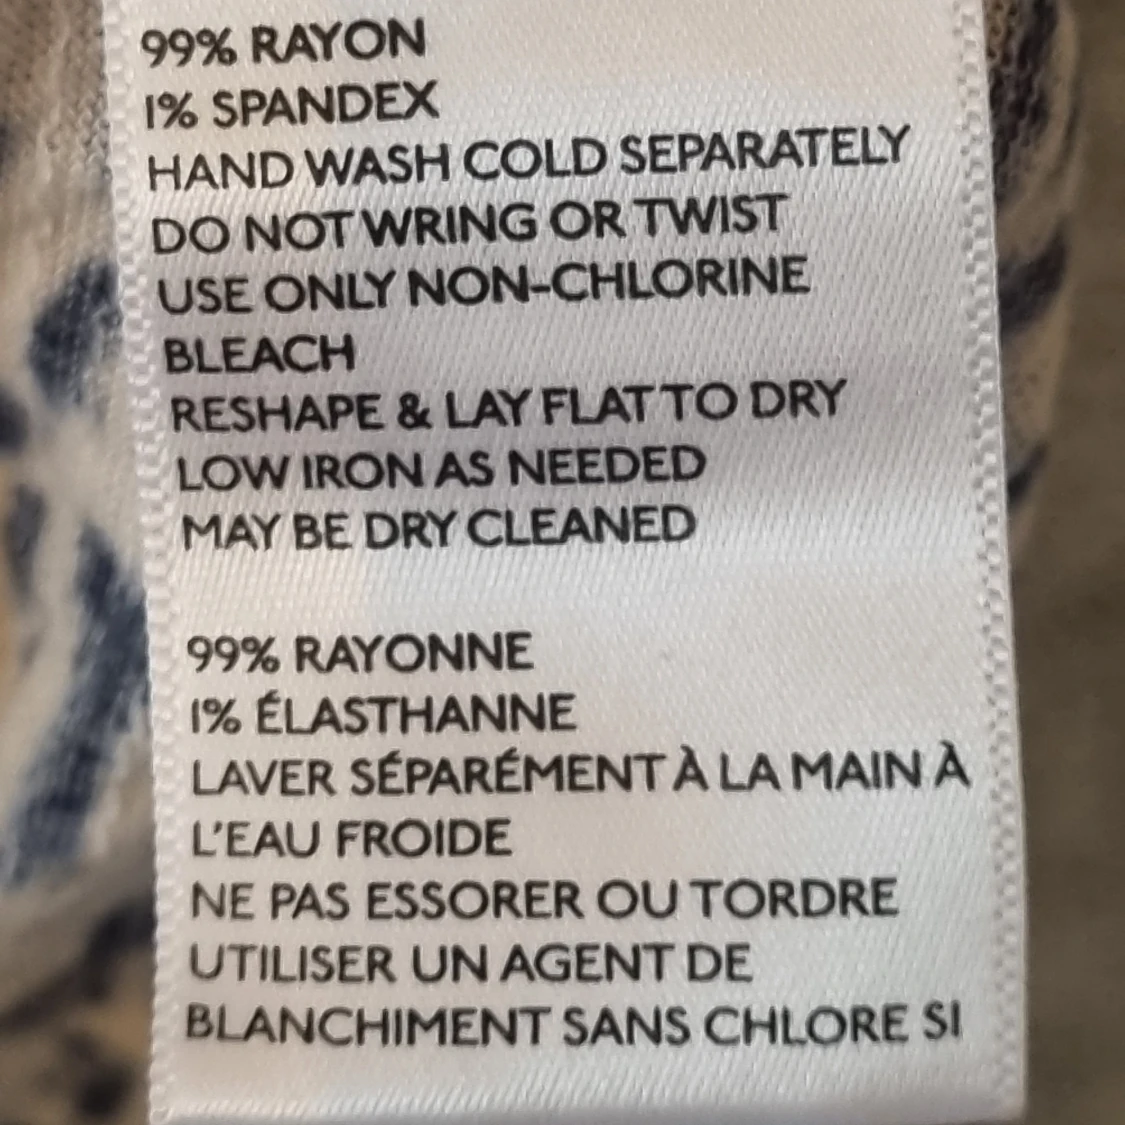 99% RAYON
1% SPANDEX
HAND WASH COLD SEPARATELY
DO NOT WRING OR TWIST
USE ONLY NON-CHLORINE
BLEACH
RESHAPE & LAY FLAT TO DRY
LOW IRON AS NEEDED
MAY BE DRY CLEANED
99% RAYONNE
1% ÉLASTHANNE
LAVER SÉPARÉMENT À LA MAIN À
L'EAU FROIDE
NE PAS ESSORER OU TORDRE
UTILISER UN AGENT DE
BLANCHIMENT SANS CHLORE SI